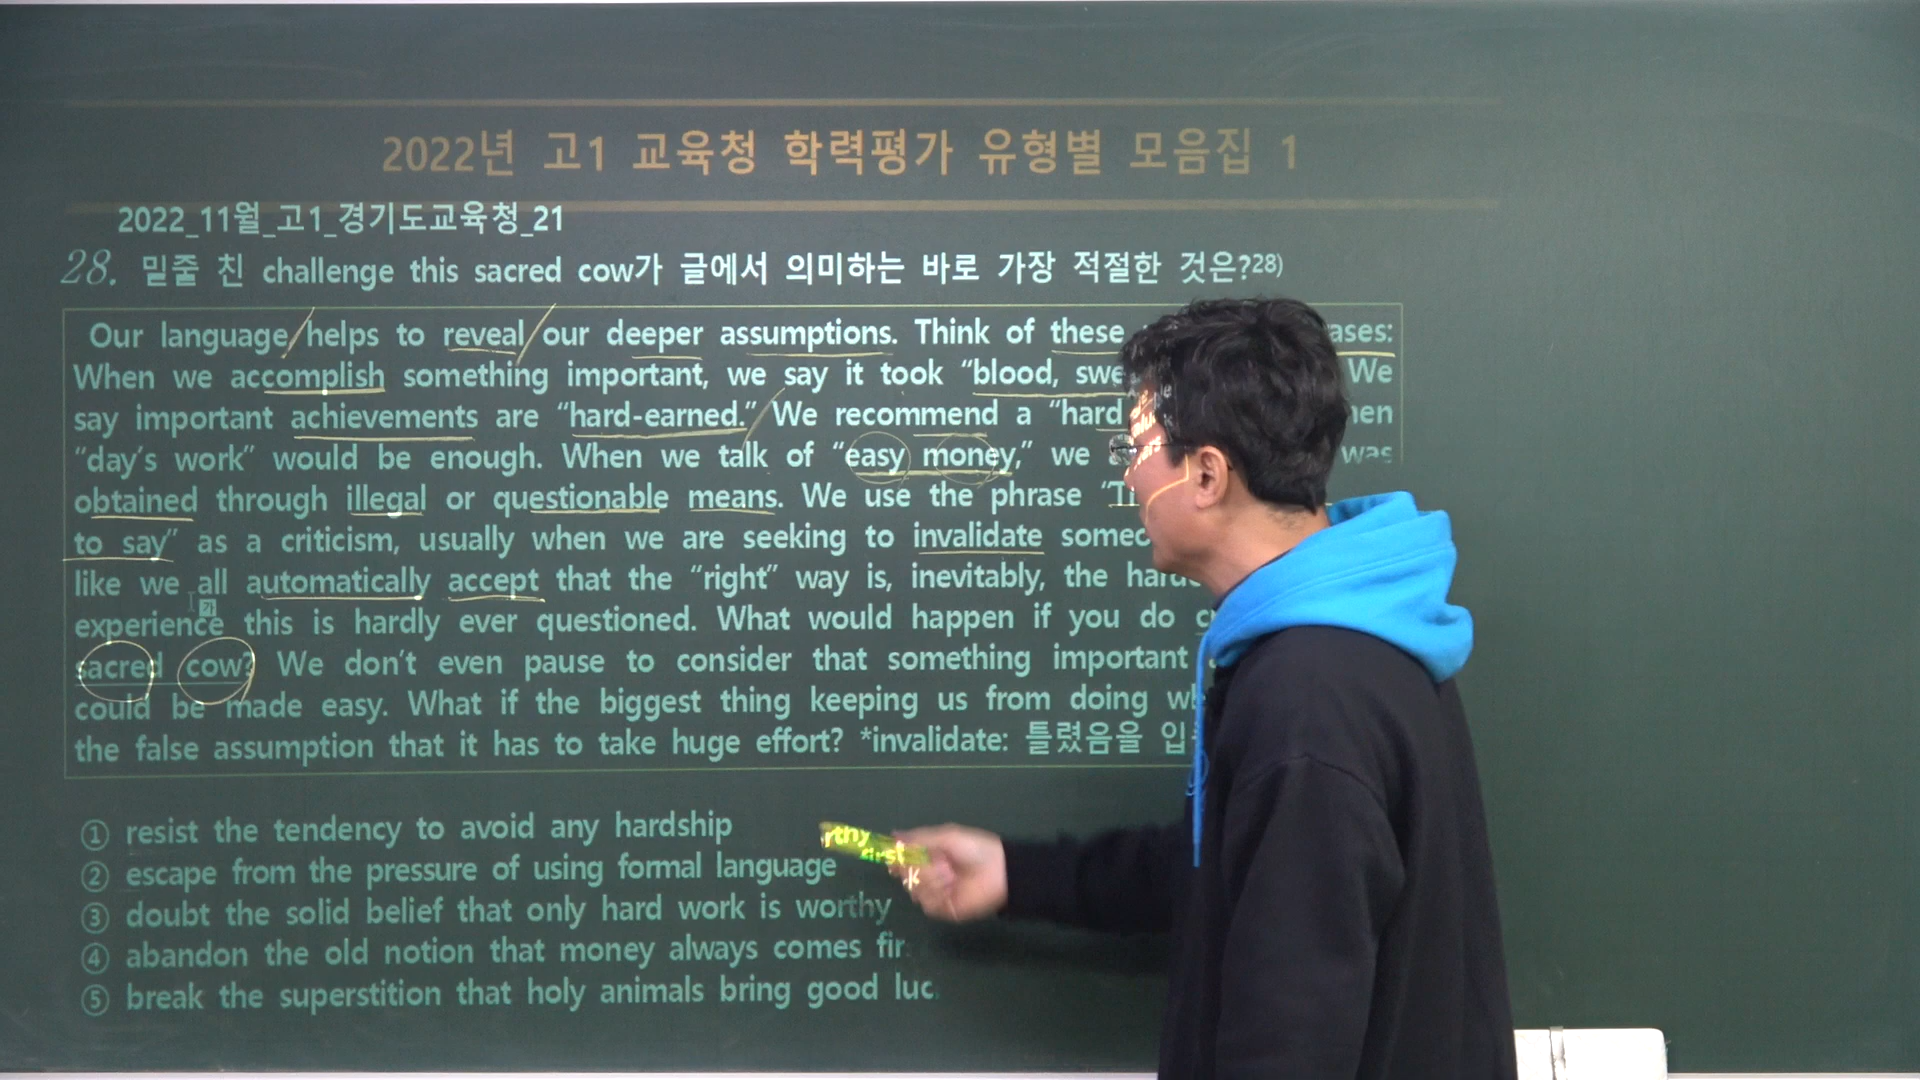 2022년 고1 교육청 학력평가 유형별 모음집 1
2022_11월_고1_경기도교육청_21
28. 밑줄 친 challenge this sacred cow가 글에서 의미하는 바로 가장 적절한 것은?28)
Our language helps to reveal our deeper assumptions. Think of these
When we accomplish something important, we say it took “blood, We
say important achievements are “hard-earned.” We recommend a “hard
“day’s work” would be enough. When we talk of “easy money,” we was
obtained through illegal or questionable means. We use the phrase
to say” as a criticism, usually when we are seeking to invalidate
like we all automatically accept that the “right” way is, inevitably, the
가
experience this is hardly ever questioned. What would happen if you do
sacred cow? We don’t even pause to consider that something important
could be made easy. What if the biggest thing keeping us from doing
the false assumption that it has to take huge effort? *invalidate: 틀렸음을
① resist the tendency to avoid any hardship
② escape from the pressure of using formal language
③ doubt the solid belief that only hard work is worthy
④ abandon the old notion that money always comes
⑤ break the superstition that holy animals bring good